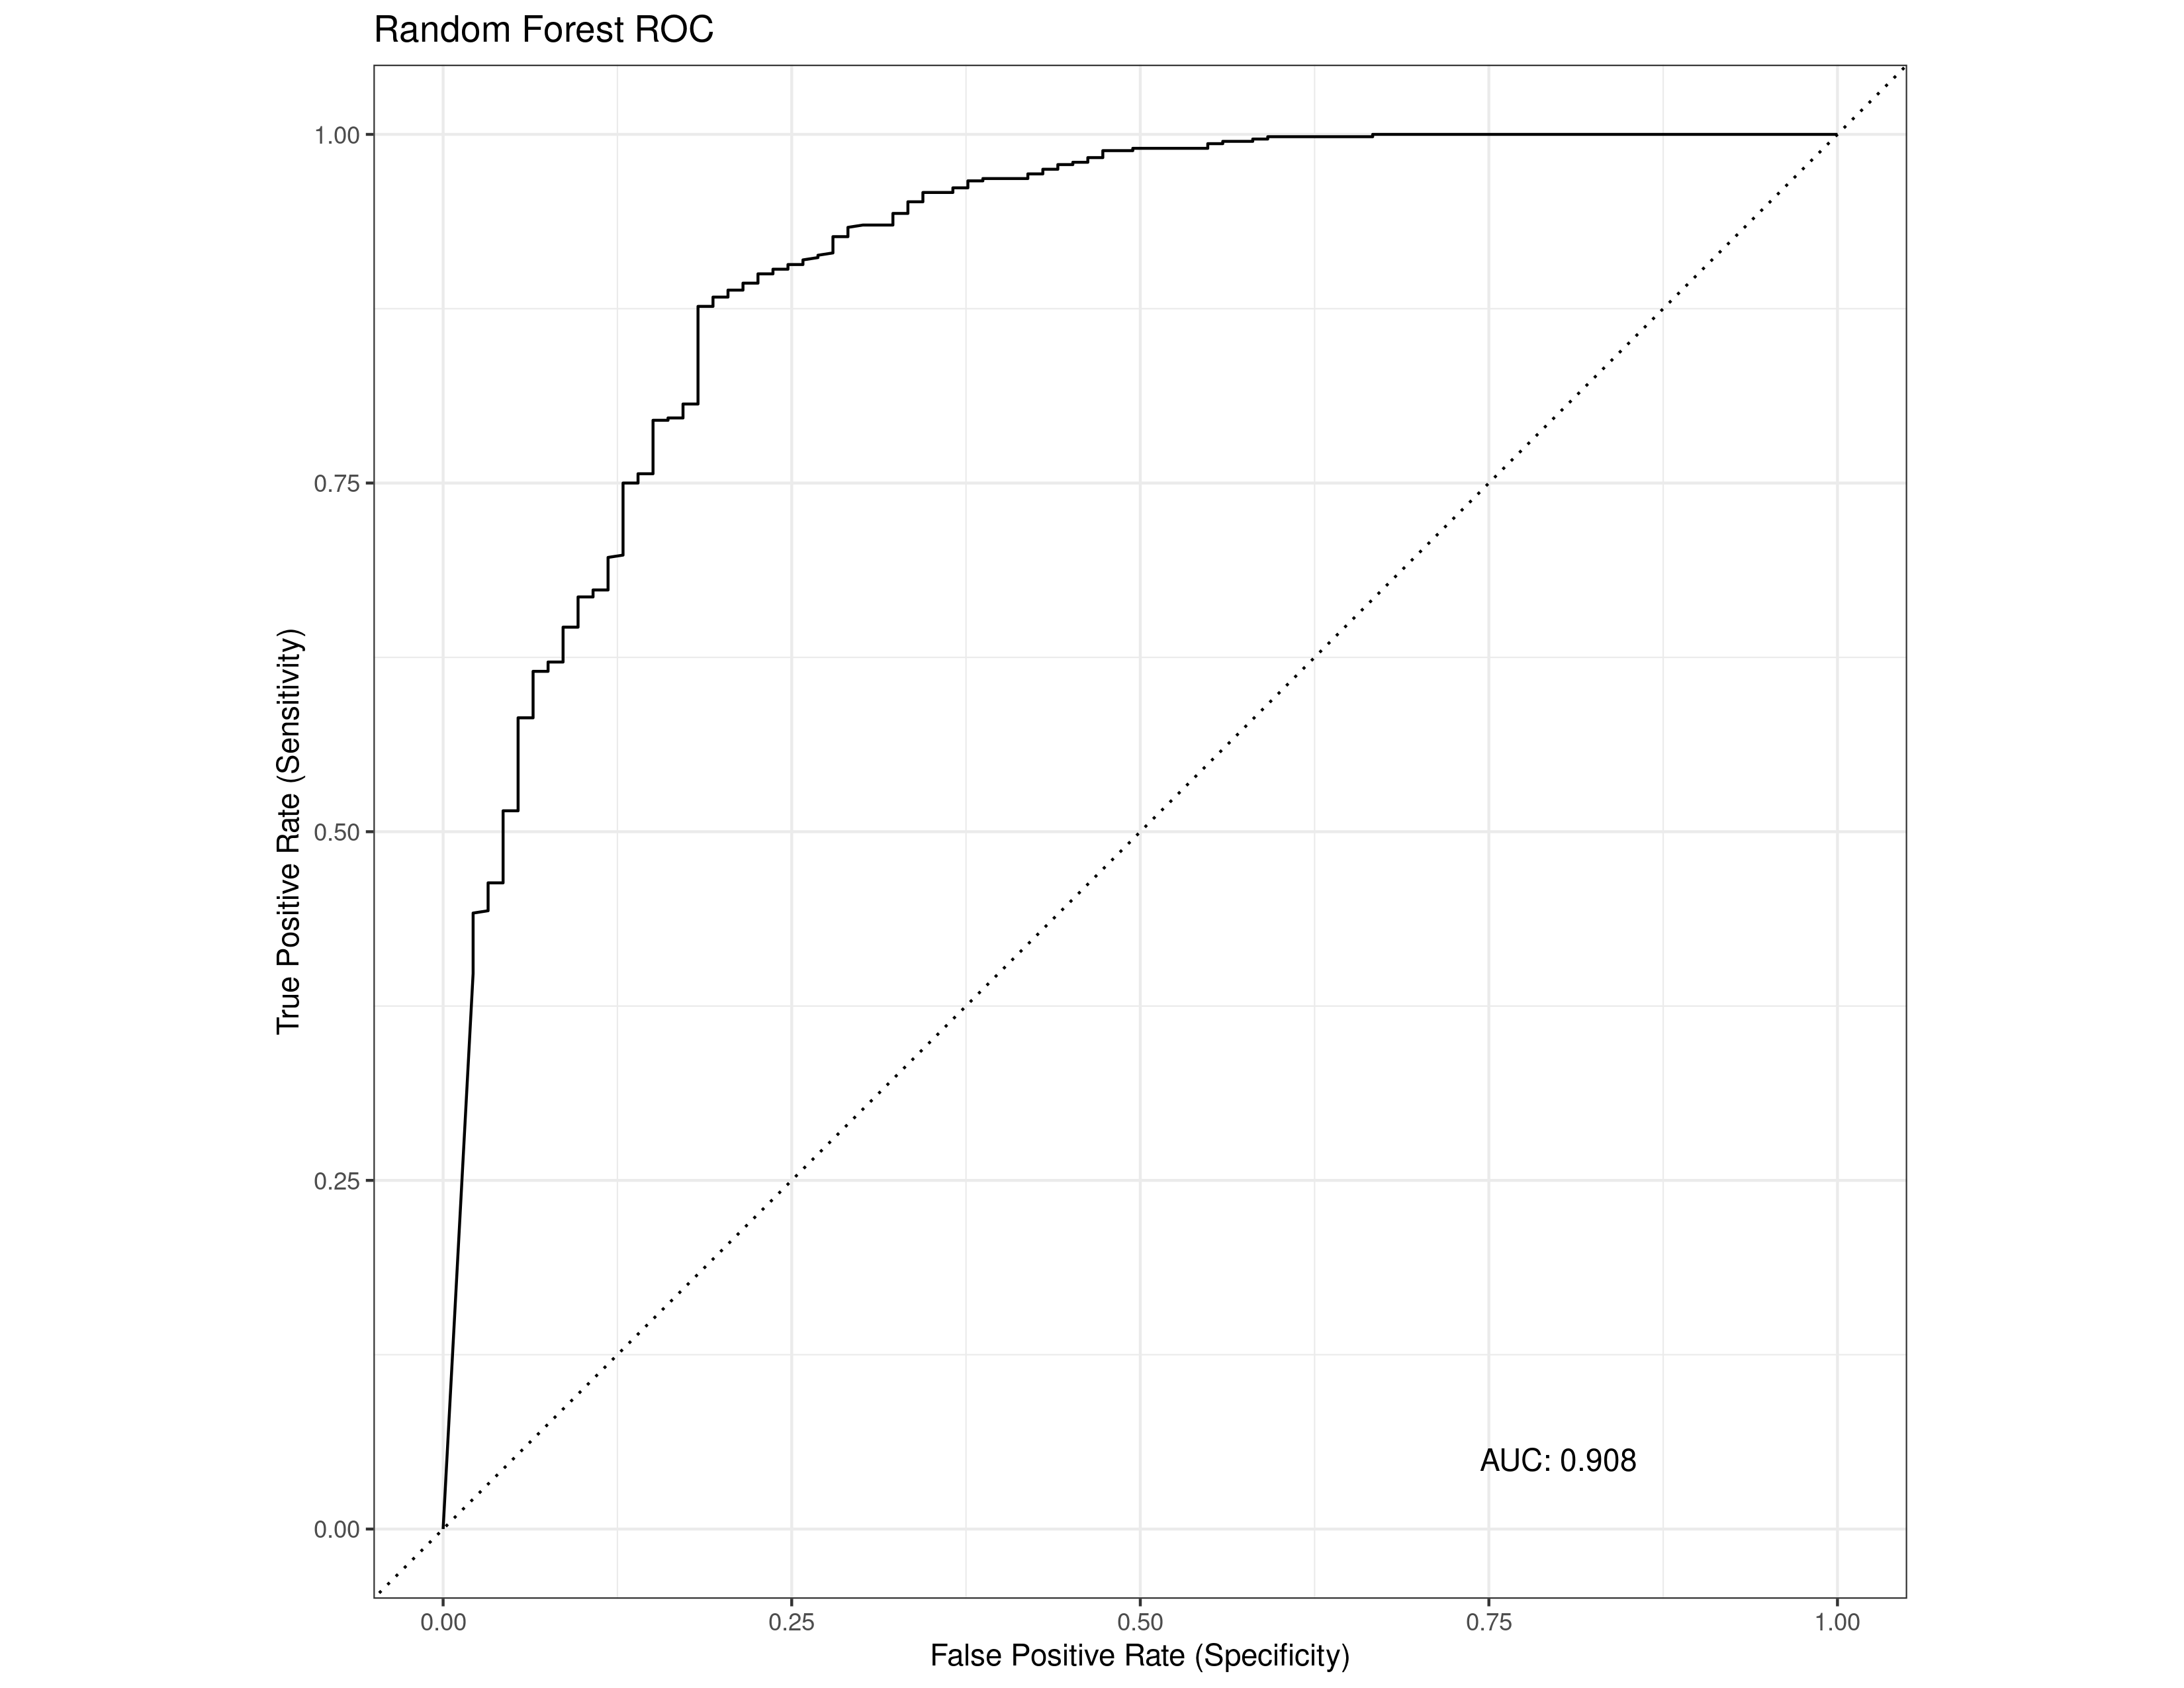 Random Forest ROC
1.00
0.75
0.50
0.25
0.00
True Positive Rate (Sensitivity)
AUC: 0.908
0.00 0.25 0.50 0.75 1.00
False Positive Rate (Specificity)